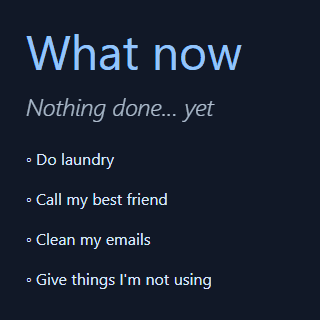 What now
Nothing done... yet
◦ Do laundry
◦ Call my best friend
◦ Clean my emails
◦ Give things I'm not using